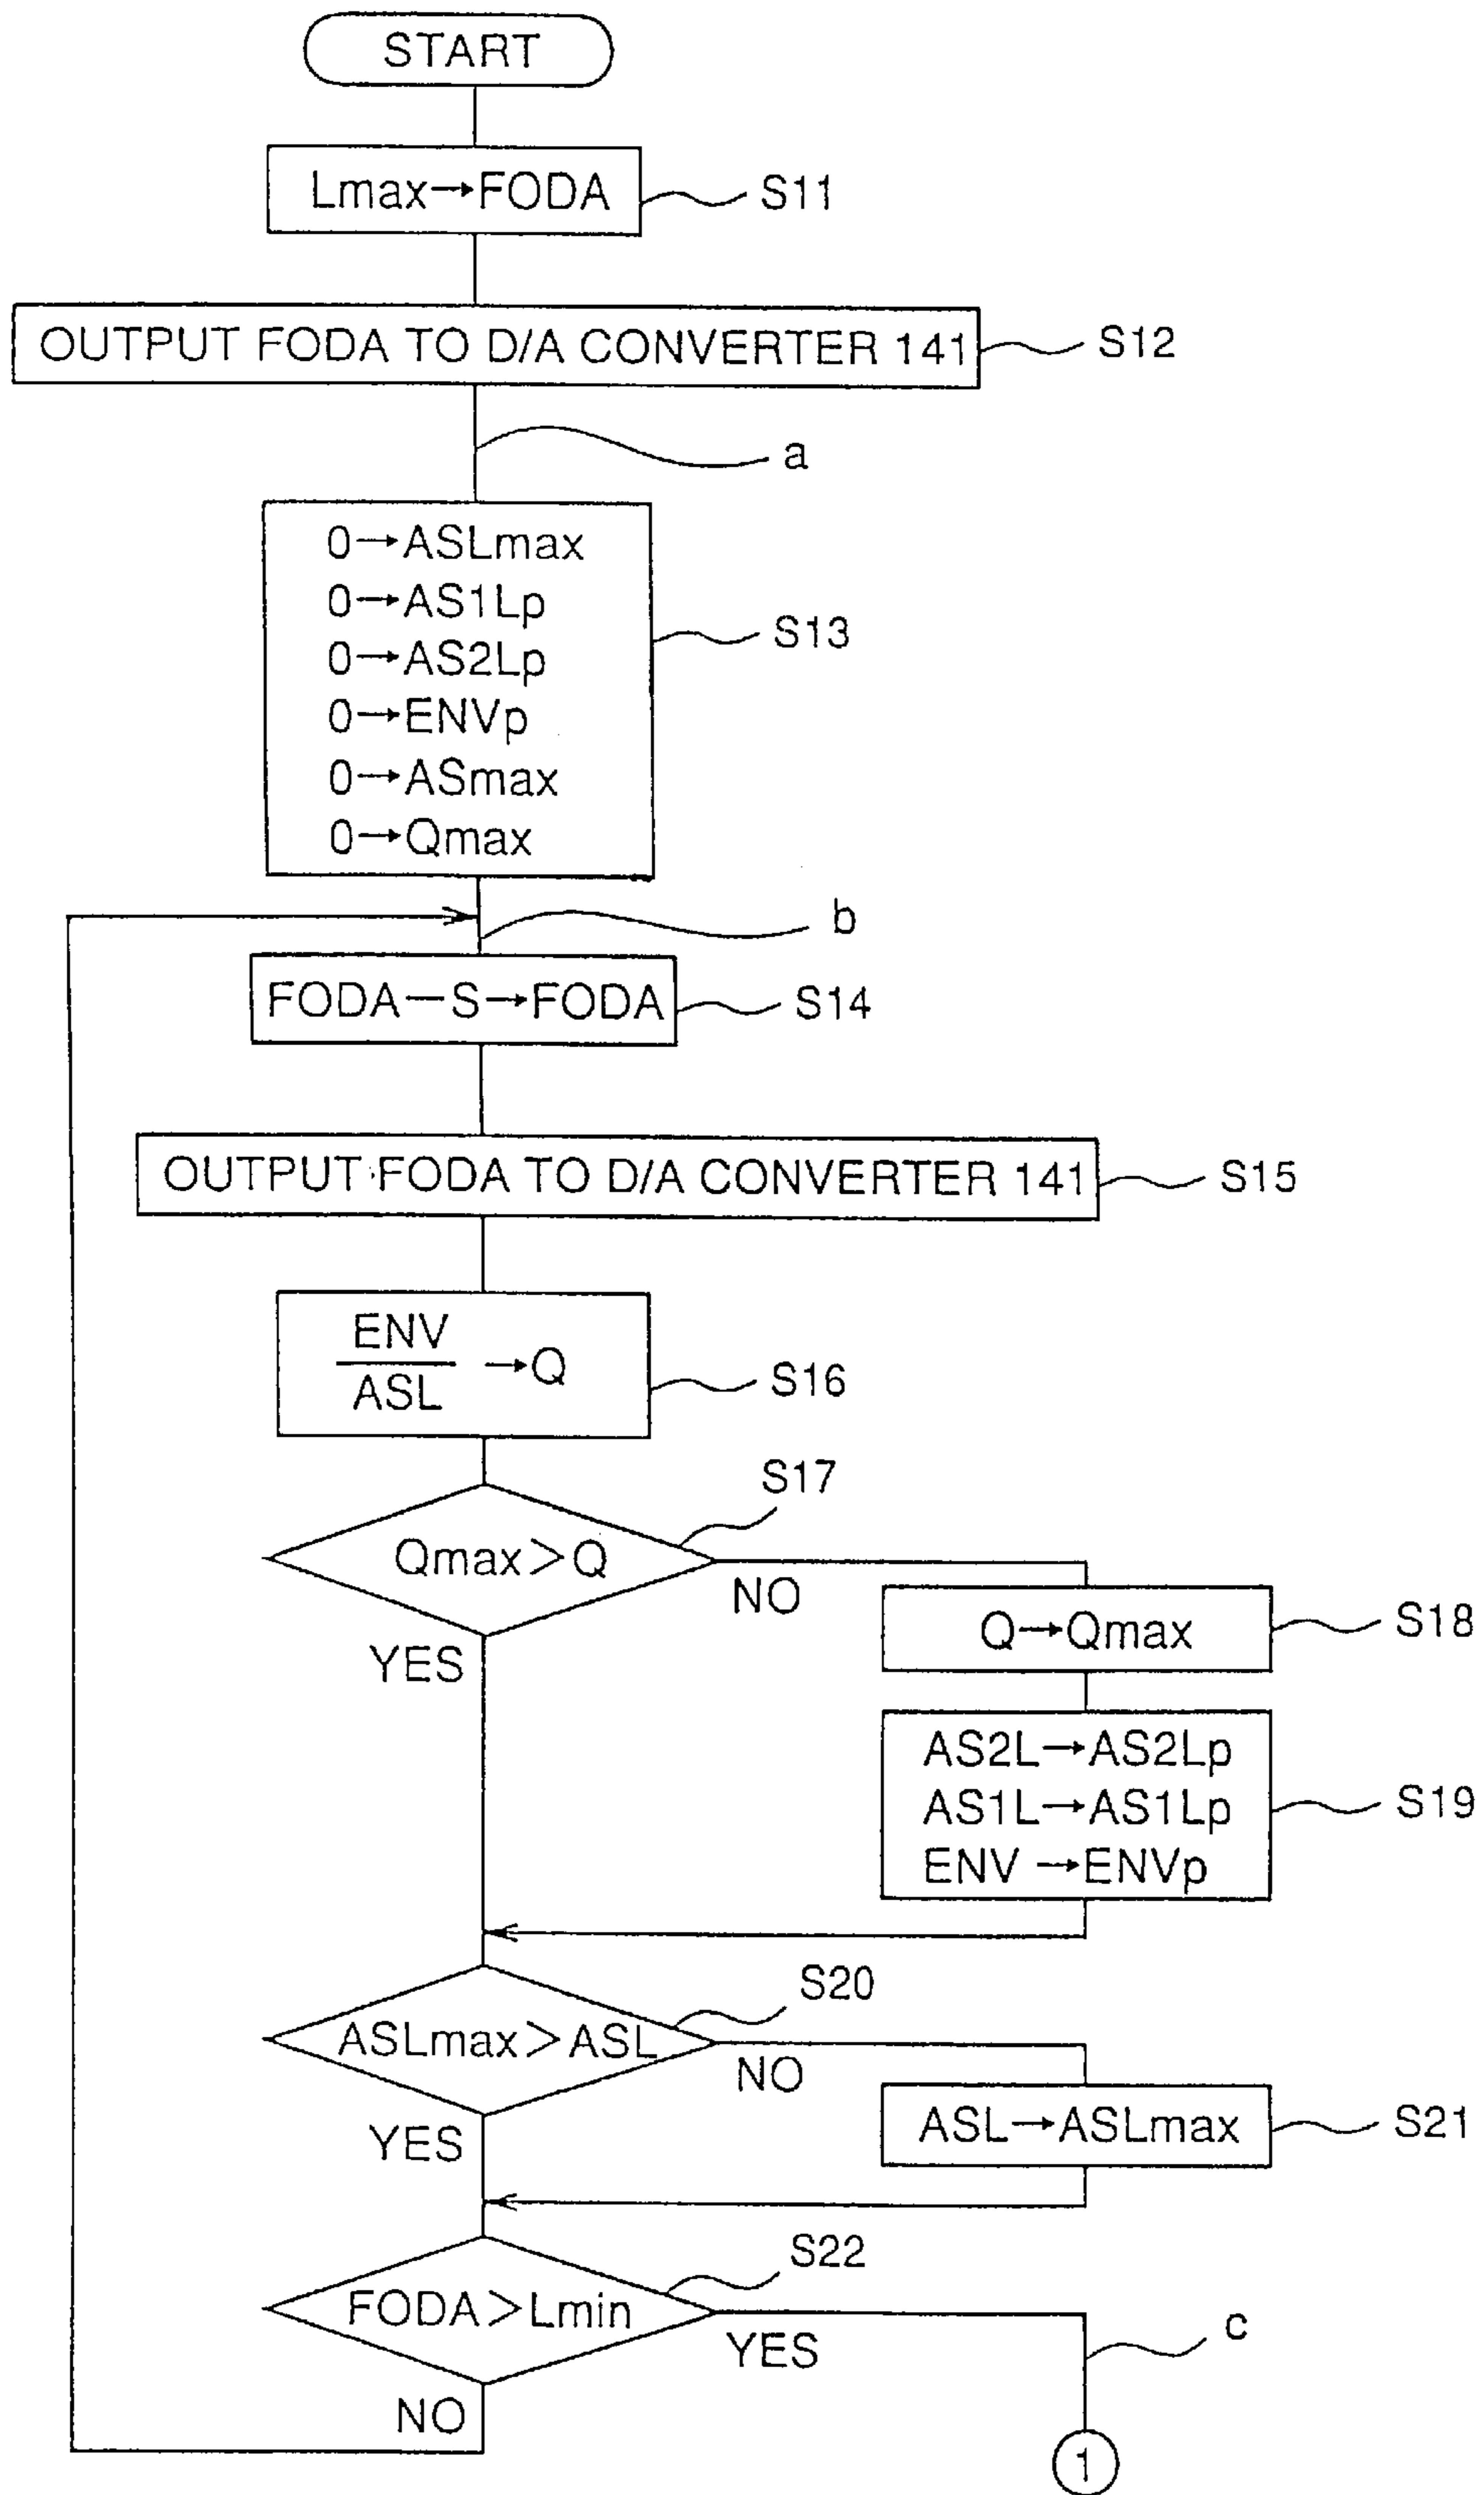 START
Lmax→FODA
S11
OUTPUT FODA TO D/A CONVERTER 141
S12
a
0→ASLmax
0→AS1Lp
0→AS2Lp
0→ENVp
0→ASmax
0→Qmax
S13
b
FODA—S→FODA
S14
OUTPUT FODA TO D/A CONVERTER 141
S15
ENV
ASL
→Q
S16
S17
Qmax>Q
NO
YES
Q→Qmax
S18
AS2L→AS2Lp
AS1L→AS1Lp
ENV→ENVp
S19
S20
ASLmax>ASL
NO
YES
ASL→ASLmax
S21
S22
FODA>Lmin
YES
NO
c
1